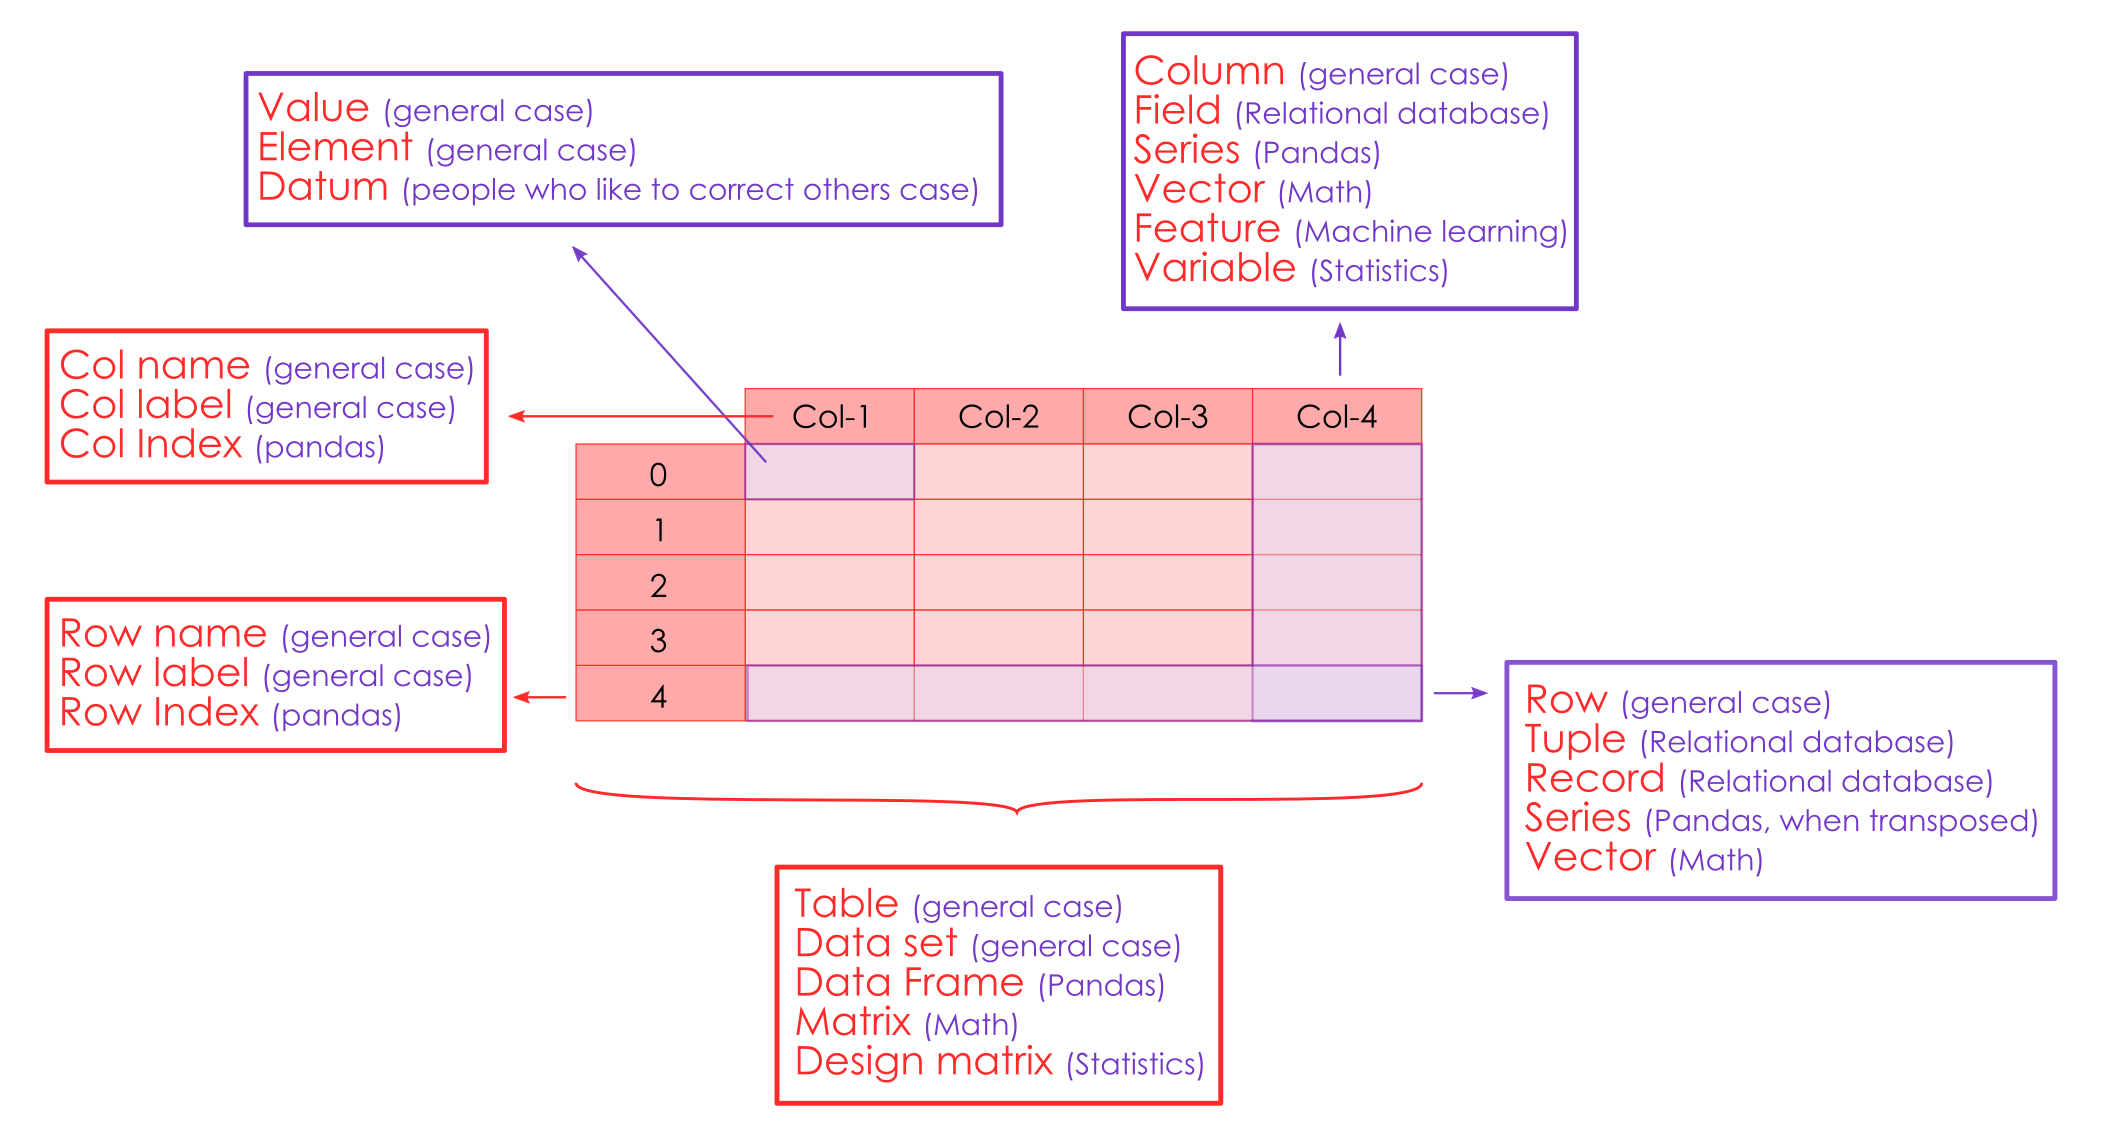 Value (general case)
Element (general case)
Datum (people who like to correct others case)
Column (general case)
Field (Relational database)
Series (Pandas)
Vector (Math)
Feature (Machine learning)
Variable (Statistics)
Col name (general case)
Col label (general case)
Col Index (pandas)
Col-1 Col-2 Col-3 Col-4
0
1
2
3
4
Row name (general case)
Row label (general case)
Row Index (pandas)
Row (general case)
Tuple (Relational database)
Record (Relational database)
Series (Pandas, when transposed)
Vector (Math)
Table (general case)
Data set (general case)
Data Frame (Pandas)
Matrix (Math)
Design matrix (Statistics)